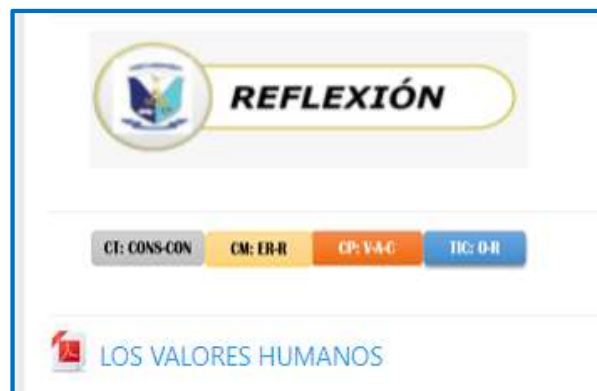 REFLEXIÓN
CT: CONS-CON CM: ER-R CP: V-A-C TIC: O-R
LOS VALORES HUMANOS